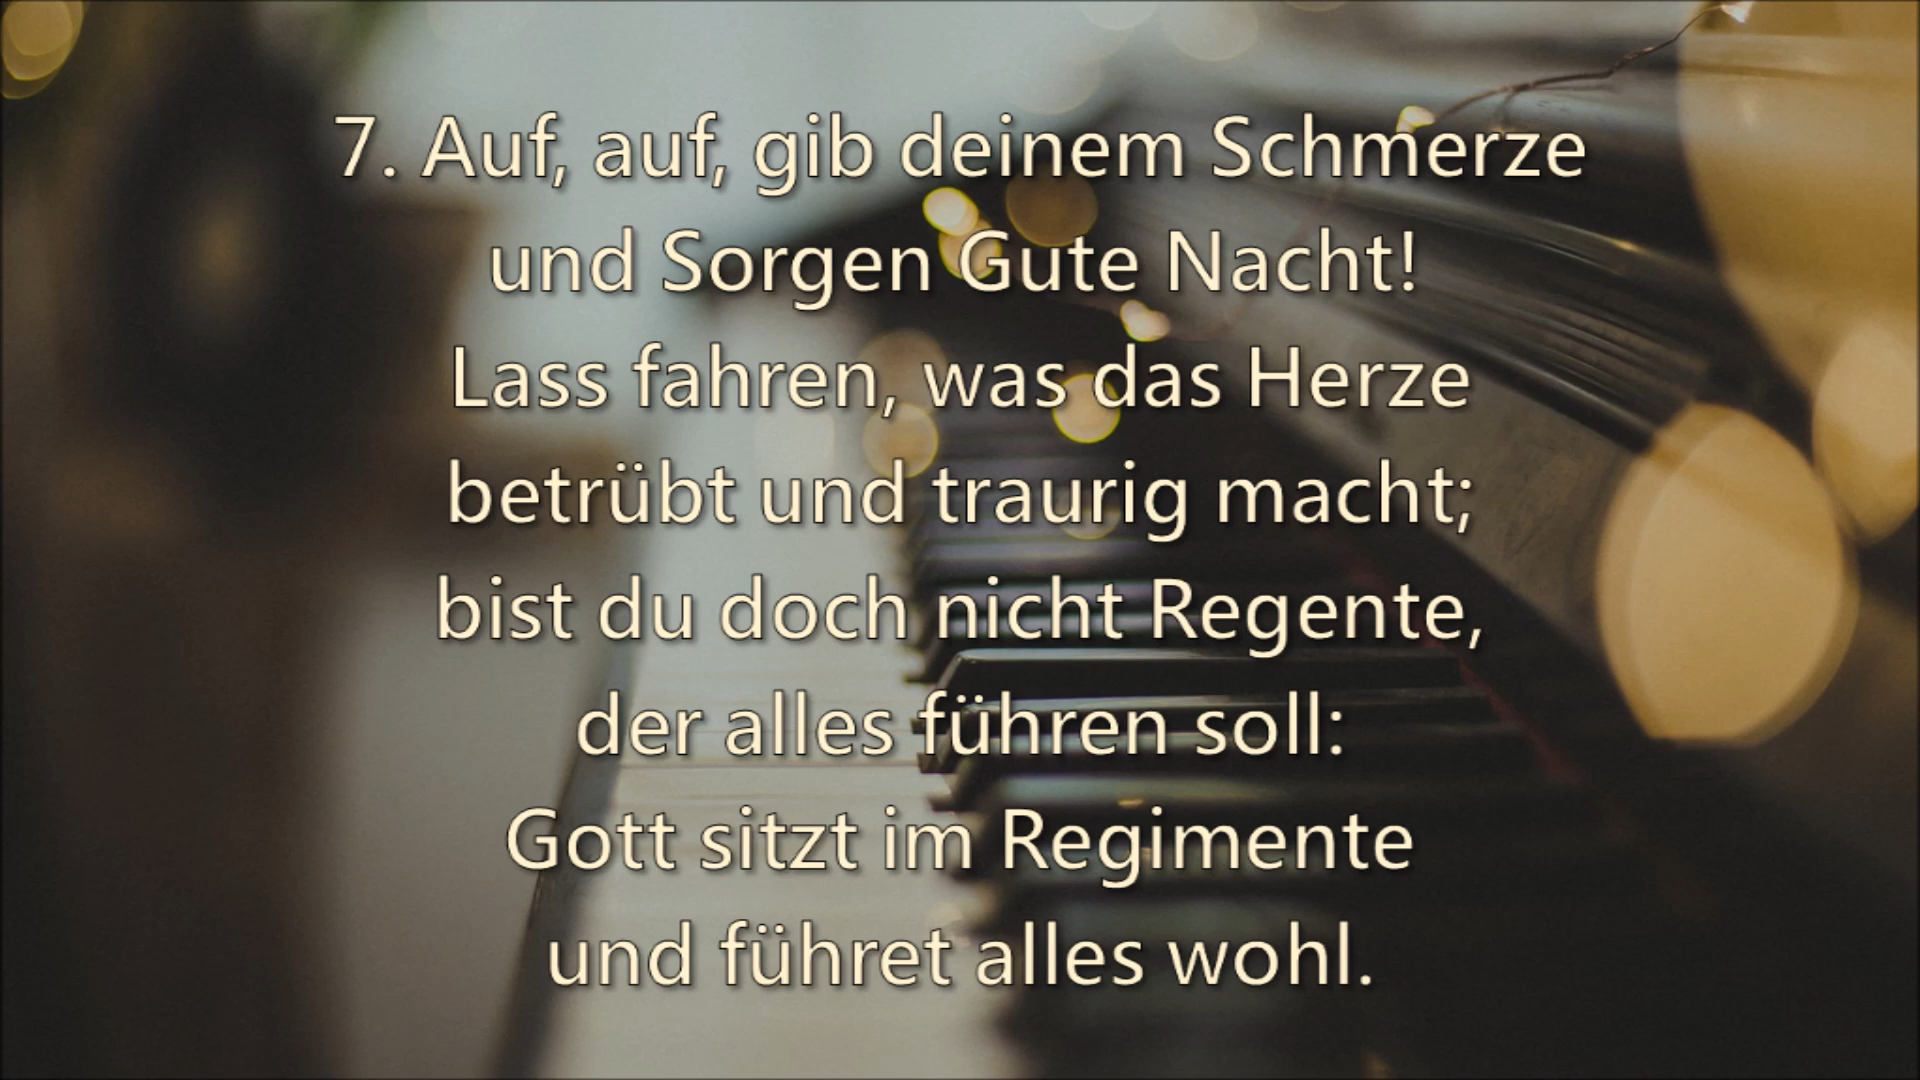 7. Auf, auf, gib deinem Schmerze
und Sorgen Gute Nacht!
Lass fahren, was das Herze
betrübt und traurig macht;
bist du doch nicht Regente,
der alles führen soll:
Gott sitzt im Regimente
und führet alles wohl.